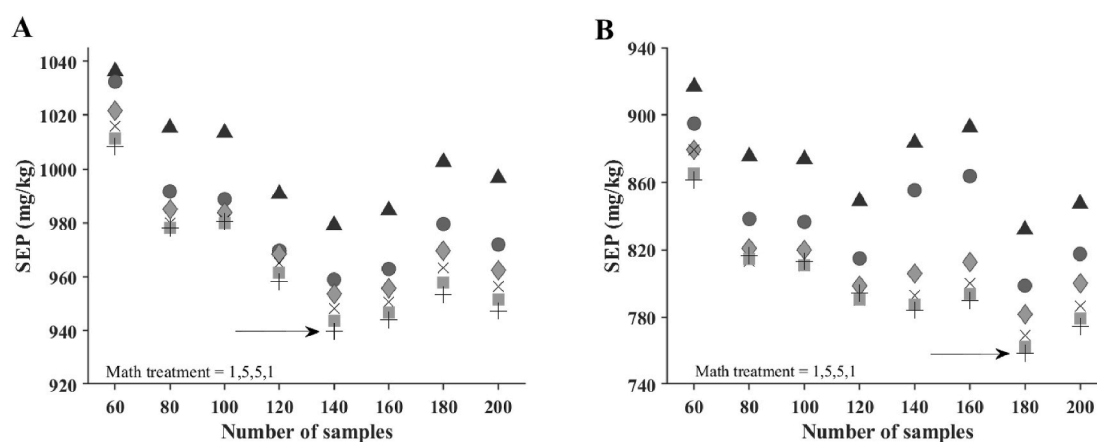 A
SEP (mg/kg)
1040
1020
1000
980
960
940
920
Math treatment = 1,5,5,1
60 80 100 120 140 160 180 200
Number of samples
B
SEP (mg/kg)
940
900
860
820
780
740
Math treatment = 1,5,5,1
60 80 100 120 140 160 180 200
Number of samples